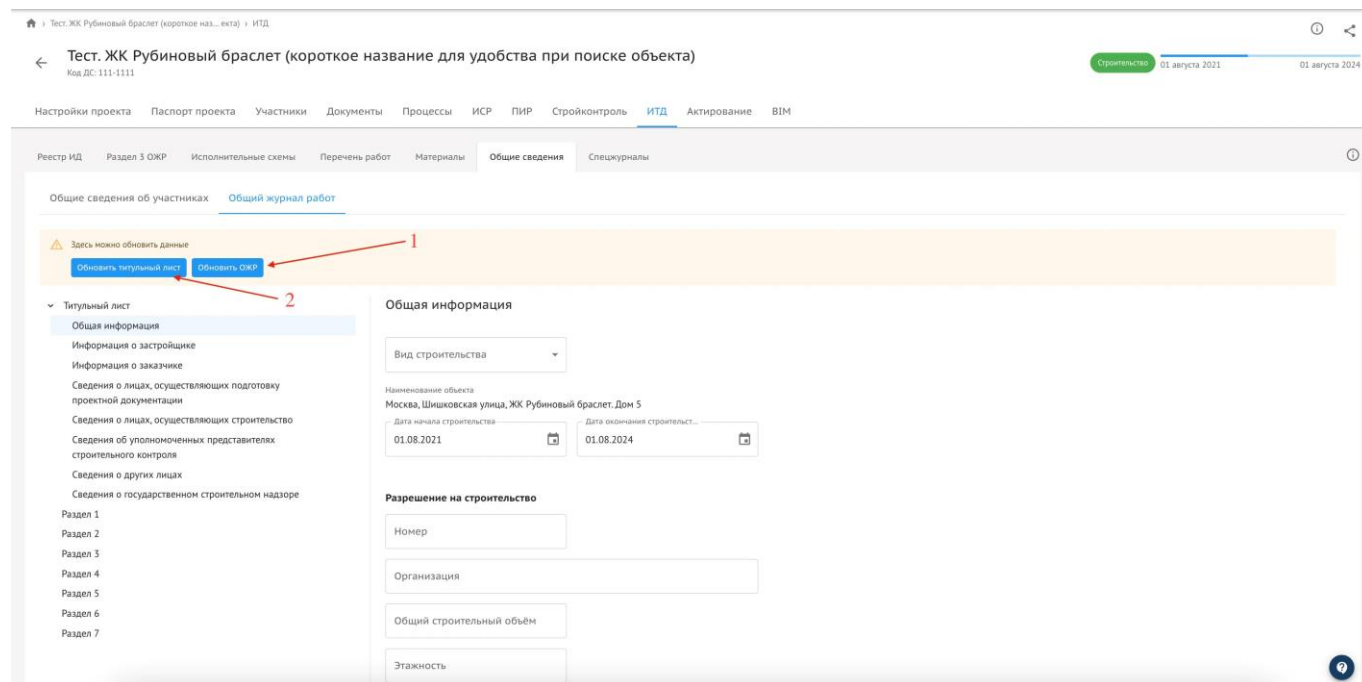 Тест. ЖК Рубиновый браслет (короткое наз... екта) › ИТД
Тест. ЖК Рубиновый браслет (короткое название для удобства при поиске объекта)
Код ДС: 111-1111
Строительство 01 августа 2021 01 августа 2024
Настройки проекта Паспорт проекта Участники Документы Процессы ИСР ПИР Стройконтроль ИТД Актирование BIM
Реестр ИД Раздел 3 ОЖР Исполнительные схемы Перечень работ Материалы Общие сведения Спецжурналы
Общие сведения об участниках Общий журнал работ
Здесь можно обновить данные
1
Обновить титульный лист Обновить ОЖР
2
Титульный лист
Общая информация
Информация о застройщике
Информация о заказчике
Сведения о лицах, осуществляющих подготовку
проектной документации
Сведения о лицах, осуществляющих строительство
Сведения об уполномоченных представителях
строительного контроля
Сведения о других лицах
Сведения о государственном строительном надзоре
Раздел 1
Раздел 2
Раздел 3
Раздел 4
Раздел 5
Раздел 6
Раздел 7
Общая информация
Вид строительства
Наименование объекта
Москва, Шишковская улица, ЖК Рубиновый браслет. Дом 5
Дата начала строительства Дата окончания строительст...
01.08.2021 01.08.2024
Разрешение на строительство
Номер
Организация
Общий строительный объём
Этажность